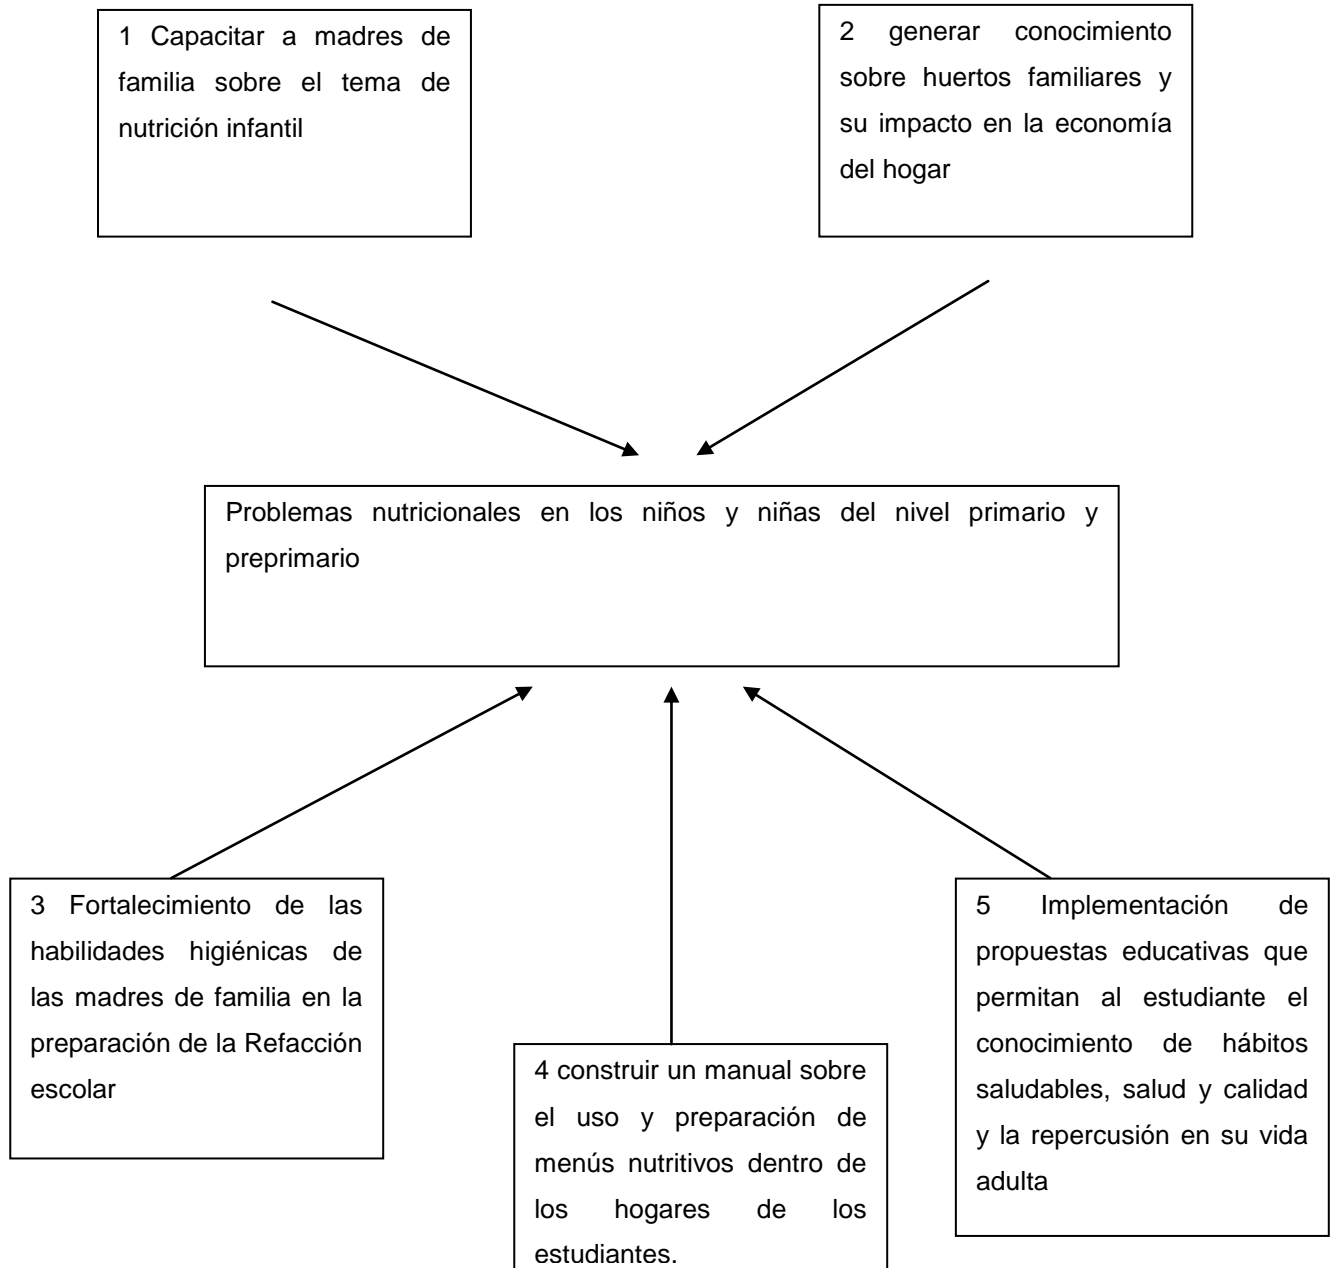 1 Capacitar a madres de
familia sobre el tema de
nutrición infantil
2 generar conocimiento
sobre huertos familiares y
su impacto en la economía
del hogar
Problemas nutricionales en los niños y niñas del nivel primario y
preprimario
3 Fortalecimiento de las
habilidades higiénicas de
las madres de familia en la
preparación de la Refacción
escolar
4 construir un manual sobre
el uso y preparación de
menús nutritivos dentro de
los hogares de los
estudiantes.
5 Implementación de
propuestas educativas que
permitan al estudiante el
conocimiento de hábitos
saludables, salud y calidad
y la repercusión en su vida
adulta